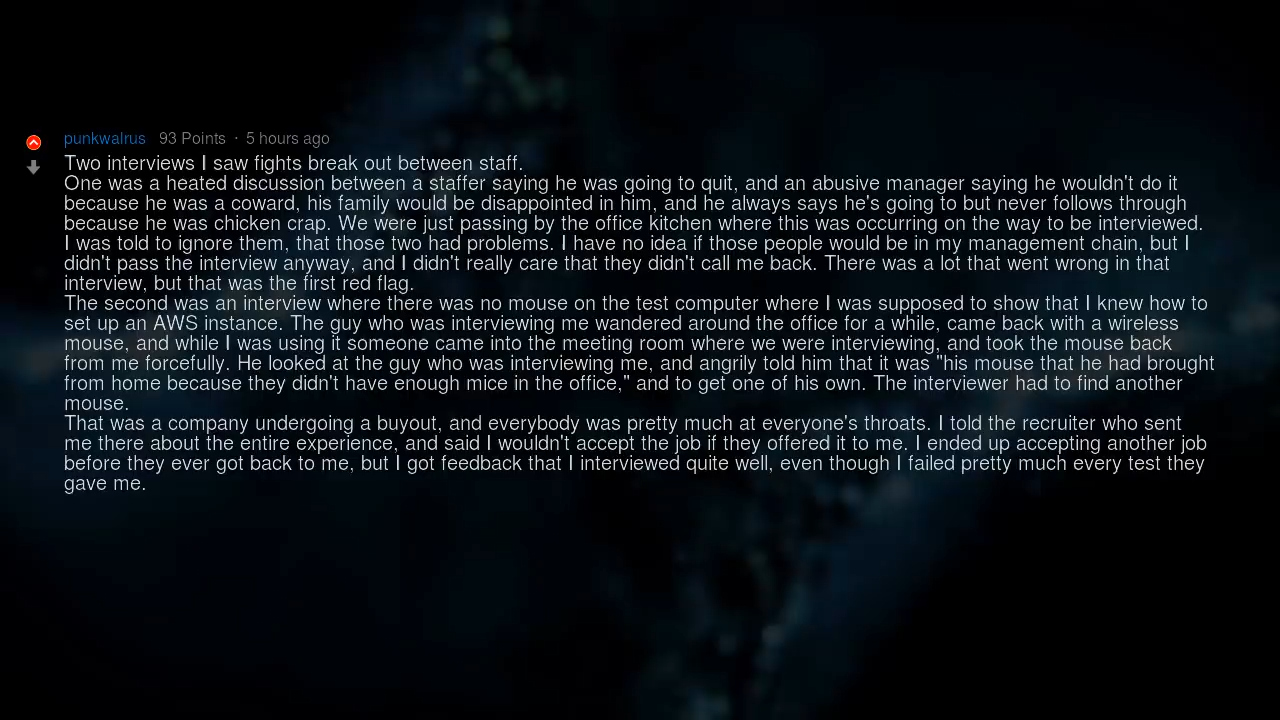 punkwalrus 93 Points · 5 hours ago
Two interviews I saw fights break out between staff.
One was a heated discussion between a staffer saying he was going to quit, and an abusive manager saying he wouldn't do it
because he was a coward, his family would be disappointed in him, and he always says he's going to but never follows through
because he was chicken crap. We were just passing by the office kitchen where this was occurring on the way to be interviewed.
I was told to ignore them, that those two had problems. I have no idea if those people would be in my management chain, but I
didn't pass the interview anyway, and I didn't really care that they didn't call me back. There was a lot that went wrong in that
interview, but that was the first red flag.
The second was an interview where there was no mouse on the test computer where I was supposed to show that I knew how to
set up an AWS instance. The guy who was interviewing me wandered around the office for a while, came back with a wireless
mouse, and while I was using it someone came into the meeting room where we were interviewing, and took the mouse back
from me forcefully. He looked at the guy who was interviewing me, and angrily told him that it was "his mouse that he had brought
from home because they didn't have enough mice in the office," and to get one of his own. The interviewer had to find another
mouse.
That was a company undergoing a buyout, and everybody was pretty much at everyone's throats. I told the recruiter who sent
me there about the entire experience, and said I wouldn't accept the job if they offered it to me. I ended up accepting another job
before they ever got back to me, but I got feedback that I interviewed quite well, even though I failed pretty much every test they
gave me.